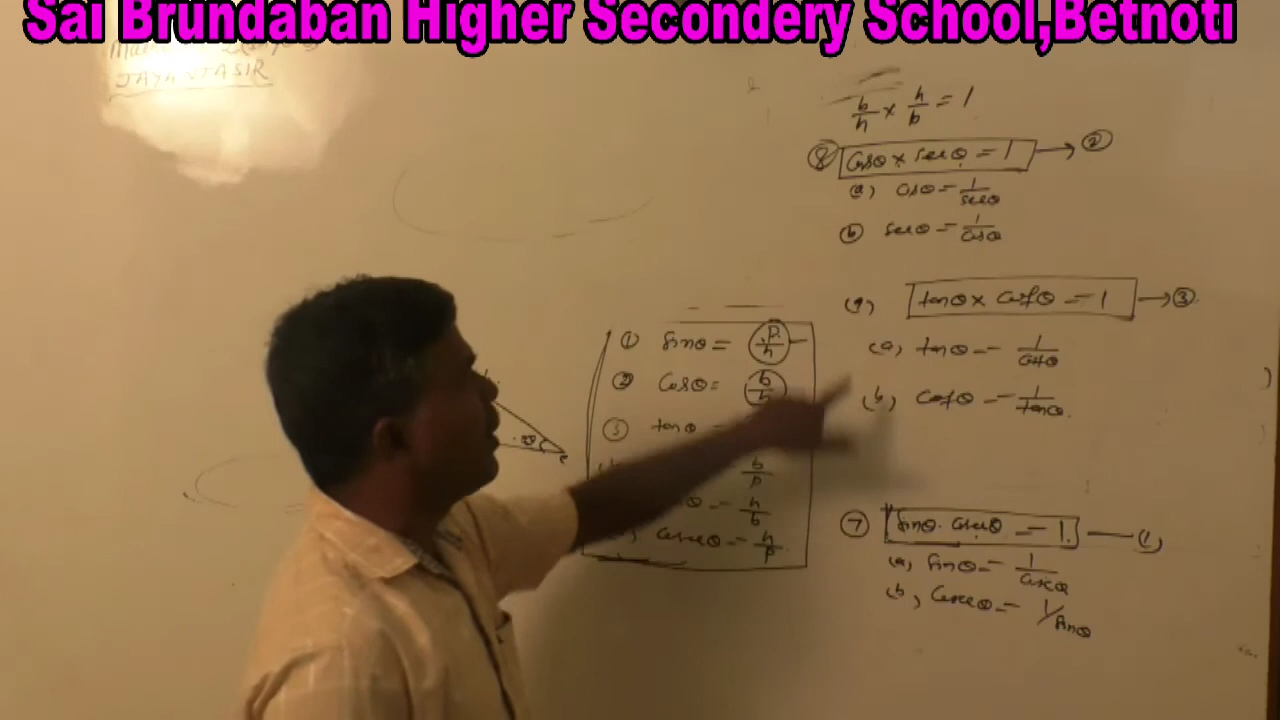 Sai Brundaban Higher Secondery School,Betnoti
JAYANTASIR
① sinθ = p/h
② cosθ = b/h
③ tanθ
b/p
θ = h/b
cosecθ = h/p
b/h × h/b = 1
⑧ cosθ × secθ = 1 → ②
(a) cosθ = 1/secθ
(b) secθ = 1/cosθ
(9) tanθ × cotθ = 1 → ③
(a) tanθ = 1/cotθ
(b) cotθ = 1/tanθ.
⑦ sinθ. cosecθ = 1. — (1)
(a) sinθ = 1/cosecθ
(b) cosecθ = 1/sinθ